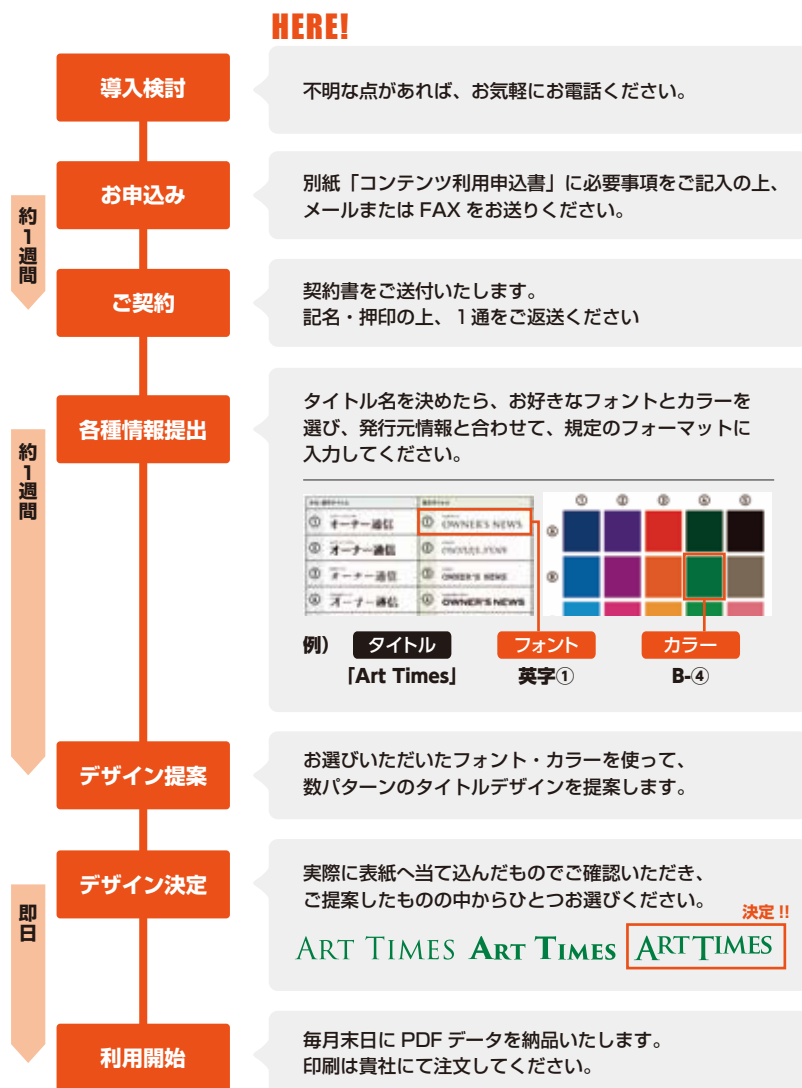 HERE!
導入検討
不明な点があれば、お気軽にお電話ください。
お申込み
別紙「コンテンツ利用申込書」に必要事項をご記入の上、
メールまたは FAX をお送りください。
約1週間
ご契約
契約書をご送付いたします。
記名・押印の上、1通をご返送ください
各種情報提出
タイトル名を決めたら、お好きなフォントとカラーを
選び、発行元情報と合わせて、規定のフォーマットに
入力してください。
約1週間
① オーナー通信 ① OWNER'S NEWS
② オーナー通信 ② OWNER'S NEWS
③ オーナー通信 ③ OWNER'S NEWS
④ オーナー通信 ④ OWNER'S NEWS
① ② ③ ④ ⑤
Ⓐ
Ⓑ
例) タイトル フォント カラー
「Art Times」 英字① B-④
デザイン提案
お選びいただいたフォント・カラーを使って、
数パターンのタイトルデザインを提案します。
デザイン決定
実際に表紙へ当て込んだものでご確認いただき、
ご提案したものの中からひとつお選びください。
決定 !!
即日
ART TIMES ART TIMES ART TIMES
利用開始
毎月末日に PDF データを納品いたします。
印刷は貴社にて注文してください。